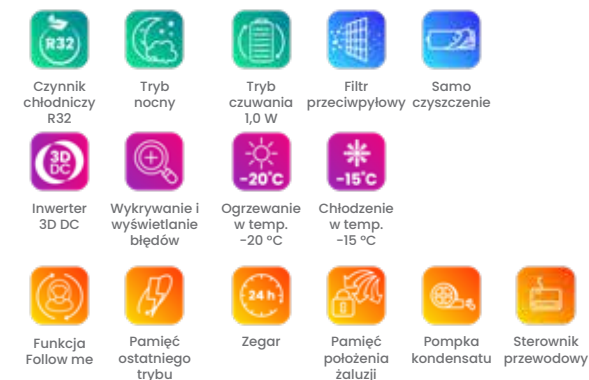 R32
Czynnik
chłodniczy
R32
Tryb
nocny
Tryb
czuwania
1,0 W
Filtr
przeciwpyłowy
Samo
czyszczenie
3D
DC
Inwerter
3D DC
Wykrywanie i
wyświetlanie
błędów
-20°C
Ogrzewanie
w temp.
-20 °C
-15°C
Chłodzenie
w temp.
-15 °C
Funkcja
Follow me
Pamięć
ostatniego
trybu
24 h
Zegar
Pamięć
położenia
żaluzji
Pompka
kondensatu
Sterownik
przewodowy